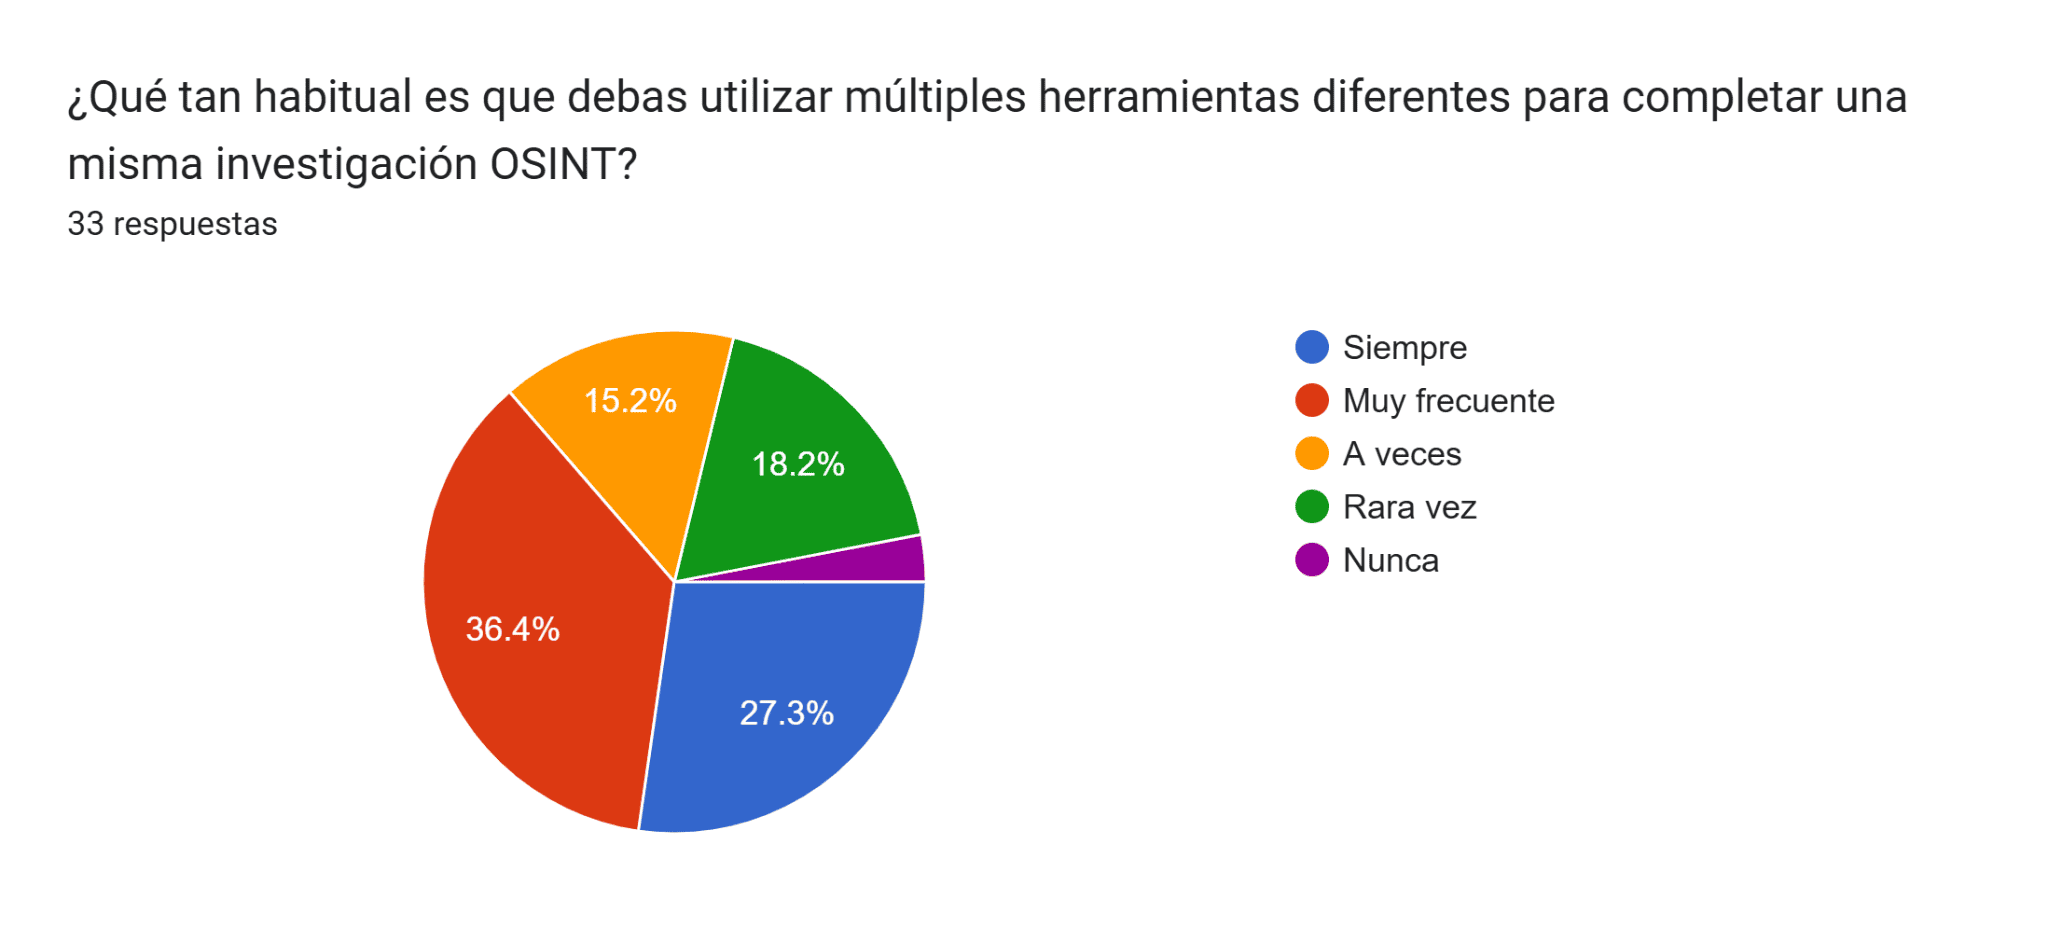 ¿Qué tan habitual es que debas utilizar múltiples herramientas diferentes para completar una
misma investigación OSINT?
33 respuestas
15.2%
18.2%
36.4%
27.3%
Siempre
Muy frecuente
A veces
Rara vez
Nunca